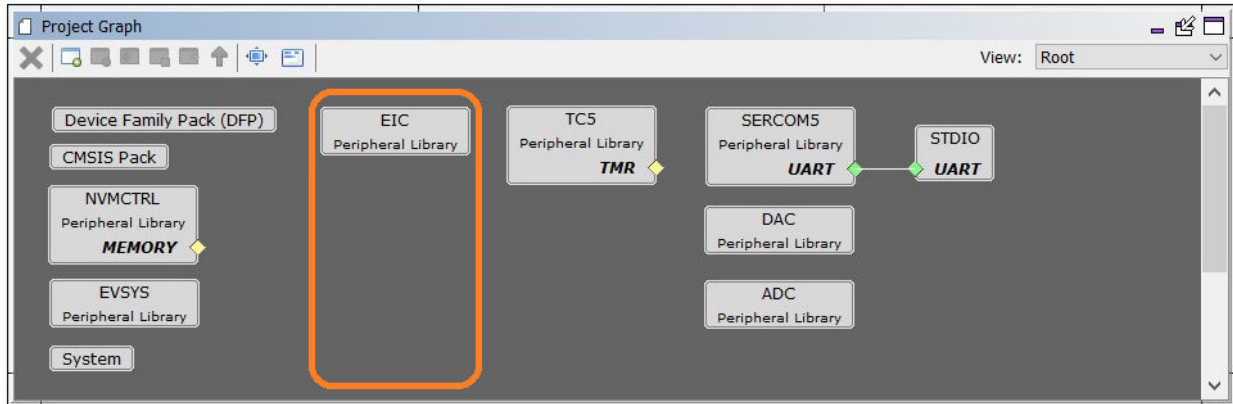 Project Graph
View: Root
Device Family Pack (DFP)
CMSIS Pack
NVMCTRL
Peripheral Library
MEMORY
EVSYS
Peripheral Library
System
EIC
Peripheral Library
TC5
Peripheral Library
TMR
SERCOM5
Peripheral Library
UART
STDIO
UART
DAC
Peripheral Library
ADC
Peripheral Library